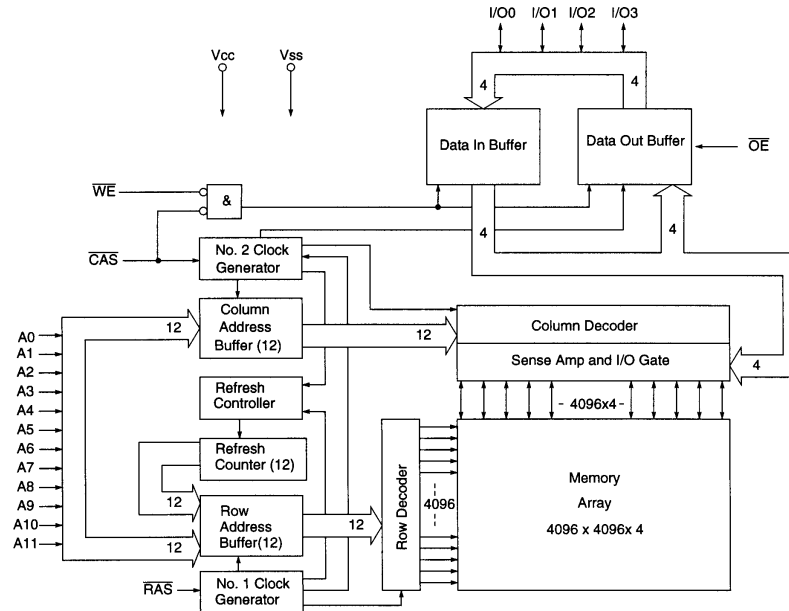 I/O0 I/O1 I/O2 I/O3
Vcc Vss
4 4
Data In Buffer
Data Out Buffer
OE
WE
&
4 4
CAS
No. 2 Clock
Generator
Column
Address
Buffer (12)
12
12
Column Decoder
Sense Amp and I/O Gate
4
A0
A1
A2
A3
A4
A5
A6
A7
A8
A9
A10
A11
Refresh
Controller
- 4096x4-
Refresh
Counter (12)
12
Row
Address
Buffer(12)
12
12
Row Decoder
4096
Memory
Array
4096 x 4096x 4
RAS
No. 1 Clock
Generator